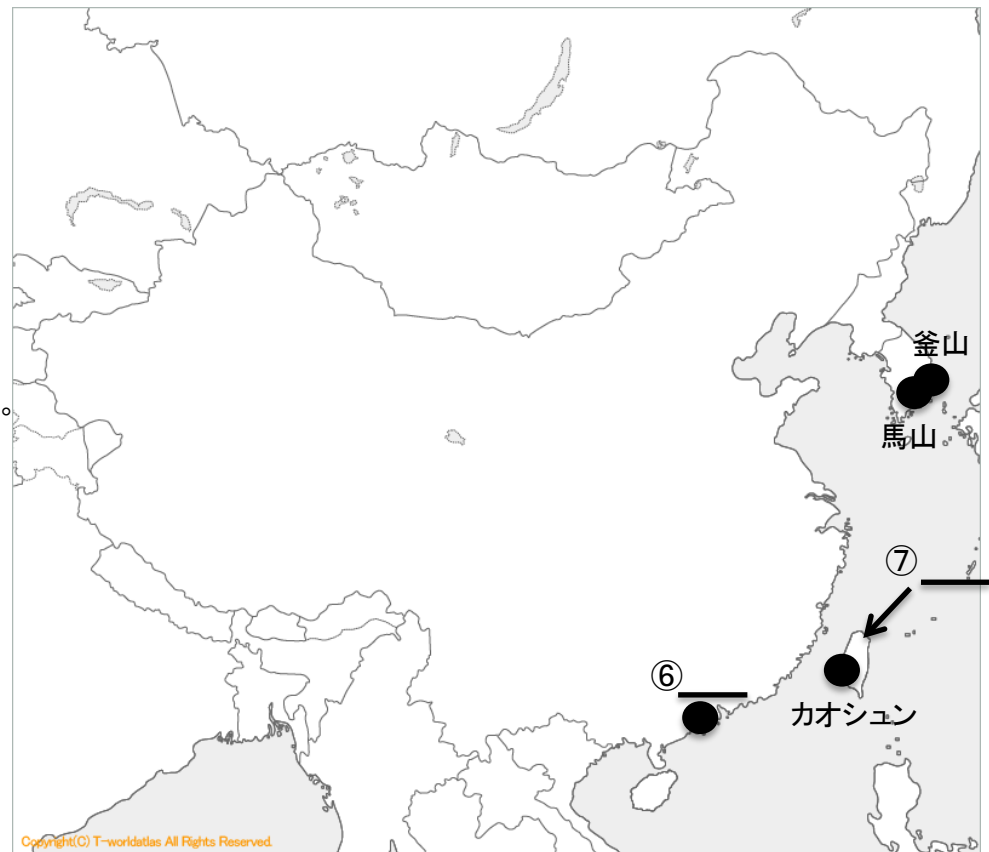 釜山
。
馬山
⑦
⑥
カオシュン
Copyright(C) T-worldatlas All Rights Reserved.